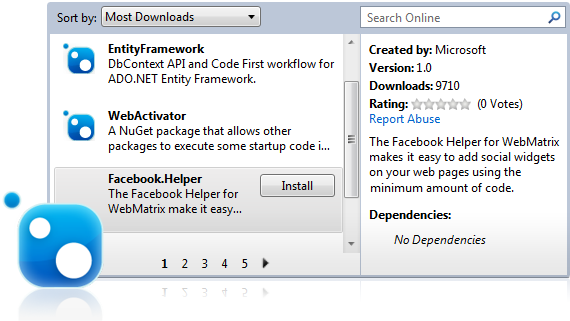 Sort by: Most Downloads
Search Online
EntityFramework
DbContext API and Code First workflow for
ADO.NET Entity Framework.
WebActivator
A NuGet package that allows other
packages to execute some startup code i...
Facebook.Helper
The Facebook Helper for
WebMatrix make it easy...
Install
1 2 3 4 5
Created by: Microsoft
Version: 1.0
Downloads: 9710
Rating: (0 Votes)
Report Abuse
The Facebook Helper for WebMatrix
makes it easy to add social widgets
on your web pages using the
minimum amount of code.
Dependencies:
No Dependencies